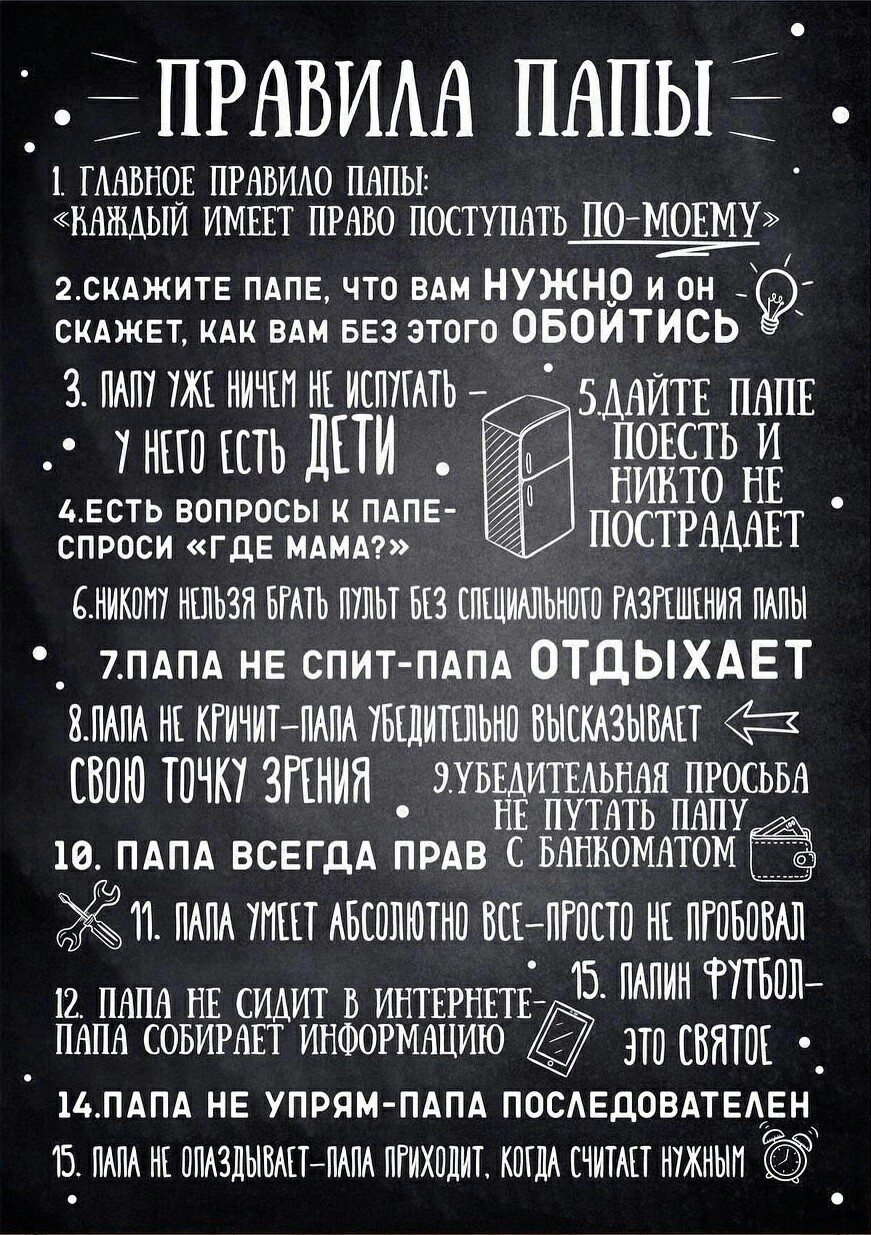 ПРАВИЛА ПАПЫ
1. ГЛАВНОЕ ПРАВИЛО ПАПЫ:
«КАЖДЫЙ ИМЕЕТ ПРАВО ПОСТУПАТЬ ПО-МОЕМУ»
2.СКАЖИТЕ ПАПЕ, ЧТО ВАМ НУЖНО И ОН
СКАЖЕТ, КАК ВАМ БЕЗ ЭТОГО ОБОЙТИСЬ
3. ПАПУ УЖЕ НИЧЕМ НЕ ИСПУГАТЬ –
У НЕГО ЕСТЬ ДЕТИ
4.ЕСТЬ ВОПРОСЫ К ПАПЕ-
СПРОСИ «ГДЕ МАМА?»
5.ДАЙТЕ ПАПЕ
ПОЕСТЬ И
НИКТО НЕ
ПОСТРАДАЕТ
6.НИКОМУ НЕЛЬЗЯ БРАТЬ ПУЛЬТ БЕЗ СПЕЦИАЛЬНОГО РАЗРЕШЕНИЯ ПАПЫ
7.ПАПА НЕ СПИТ-ПАПА ОТДЫХАЕТ
8.ПАПА НЕ КРИЧИТ–ПАПА УБЕДИТЕЛЬНО ВЫСКАЗЫВАЕТ
СВОЮ ТОЧКУ ЗРЕНИЯ
9.УБЕДИТЕЛЬНАЯ ПРОСЬБА
НЕ ПУТАТЬ ПАПУ
С БАНКОМАТОМ
10. ПАПА ВСЕГДА ПРАВ
11. ПАПА УМЕЕТ АБСОЛЮТНО ВСЕ–ПРОСТО НЕ ПРОБОВАЛ
12. ПАПА НЕ СИДИТ В ИНТЕРНЕТЕ-
ПАПА СОБИРАЕТ ИНФОРМАЦИЮ
15. ПАПИН ФУТБОЛ–
ЭТО СВЯТОЕ
14.ПАПА НЕ УПРЯМ-ПАПА ПОСЛЕДОВАТЕЛЕН
15. ПАПА НЕ ОПАЗДЫВАЕТ–ПАПА ПРИХОДИТ, КОГДА СЧИТАЕТ НУЖНЫМ